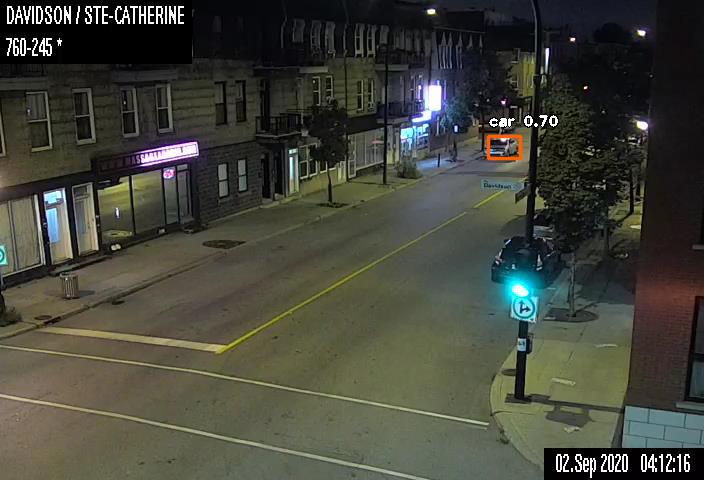 DAVIDSON / STE-CATHERINE
760-245 *
car 0.70
Davidson
02.Sep 2020 04:12:16